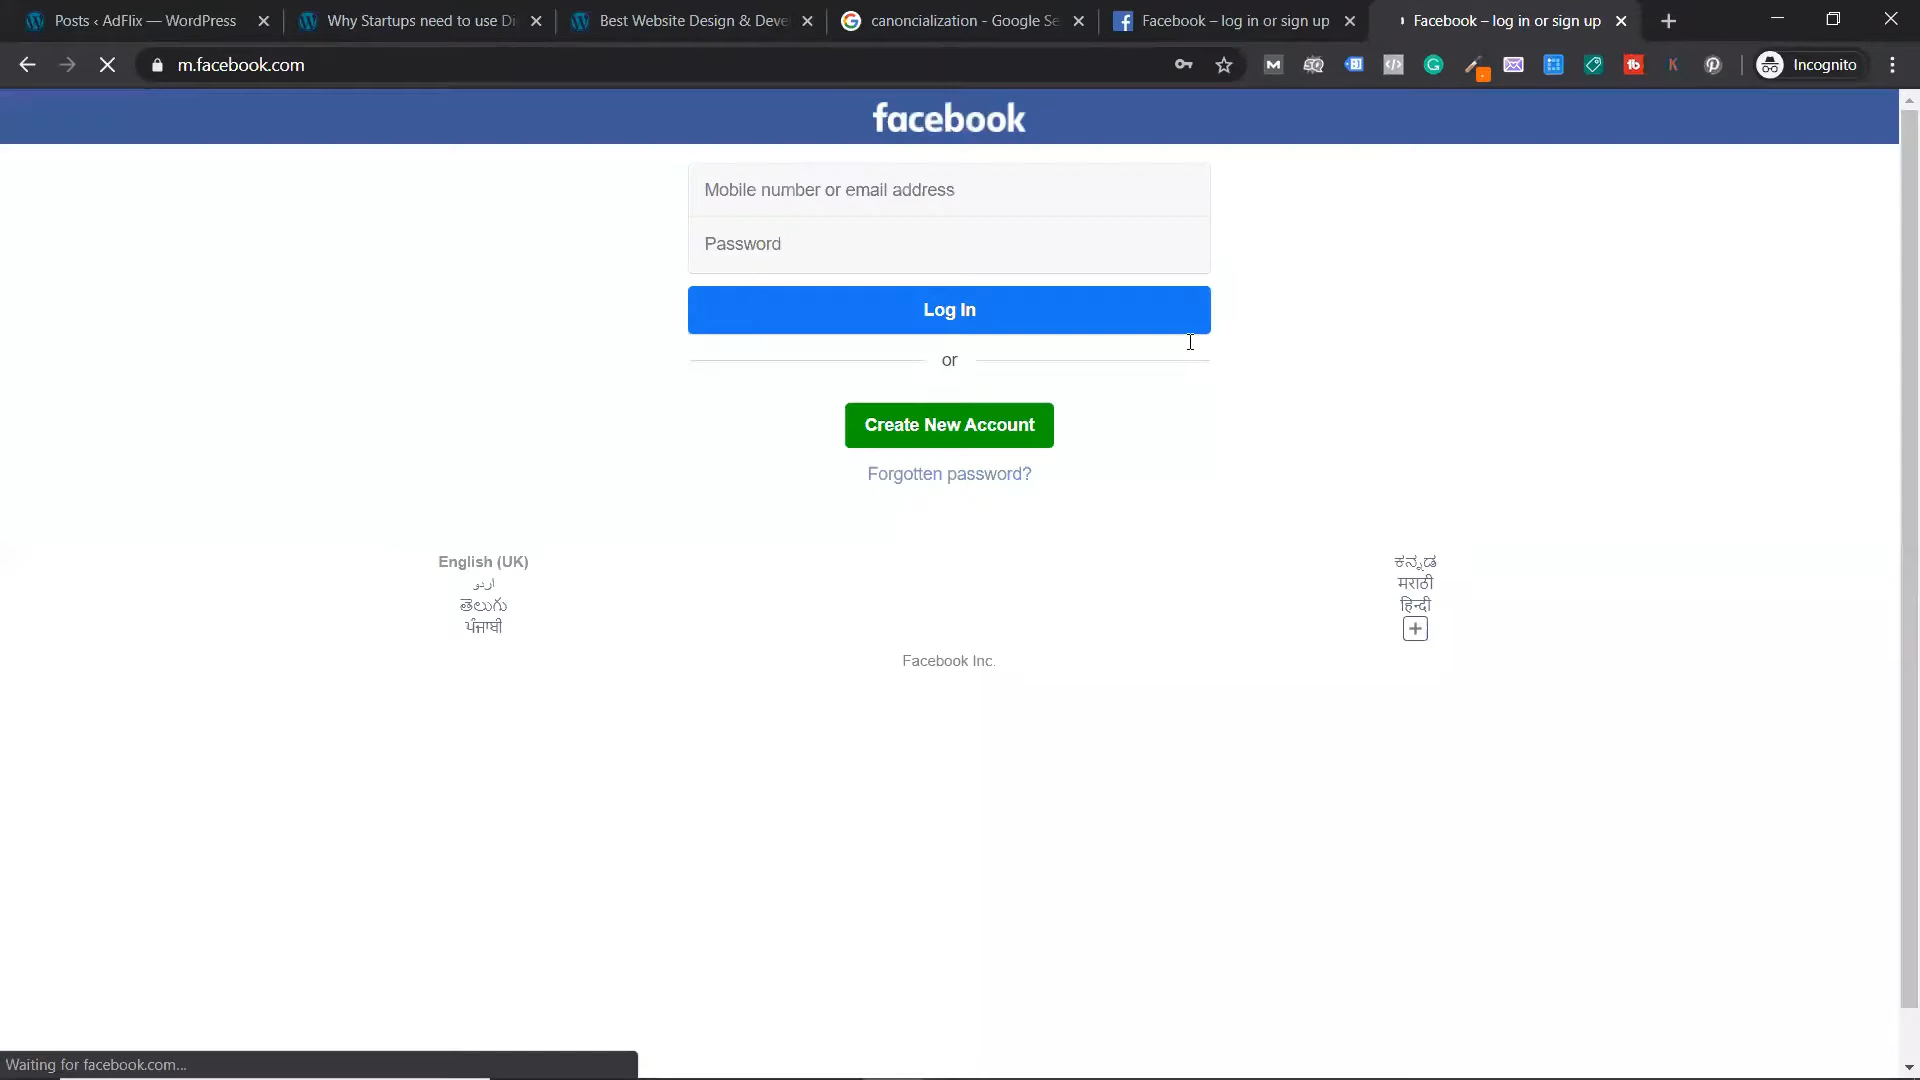 Posts ‹ AdFlix — WordPress
Why Startups need to use Di
Best Website Design & Deve
canoncialization - Google Se
Facebook – log in or sign up
Facebook – log in or sign up
m.facebook.com
Incognito
facebook
Mobile number or email address
Password
Log In
or
Create New Account
Forgotten password?
English (UK)
اردو
తెలుగు
ਪੰਜਾਬੀ
ಕನ್ನಡ
मराठी
हिन्दी
Facebook Inc.
Waiting for facebook.com...